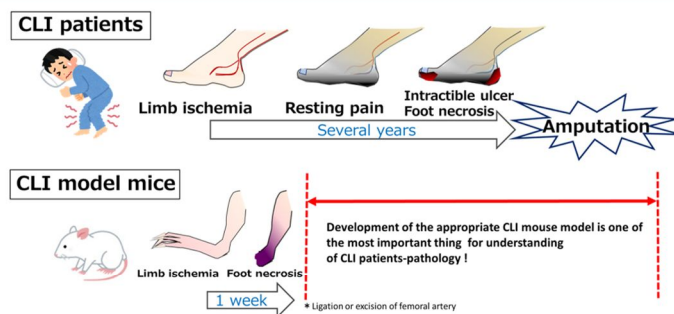 CLI patients
Limb ischemia
Resting pain
Intractible ulcer
Foot necrosis
Several years
Amputation
CLI model mice
Limb ischemia
Foot necrosis
1 week
Development of the appropriate CLI mouse model is one of
the most important thing for understanding
of CLI patients-pathology !
* Ligation or excision of femoral artery